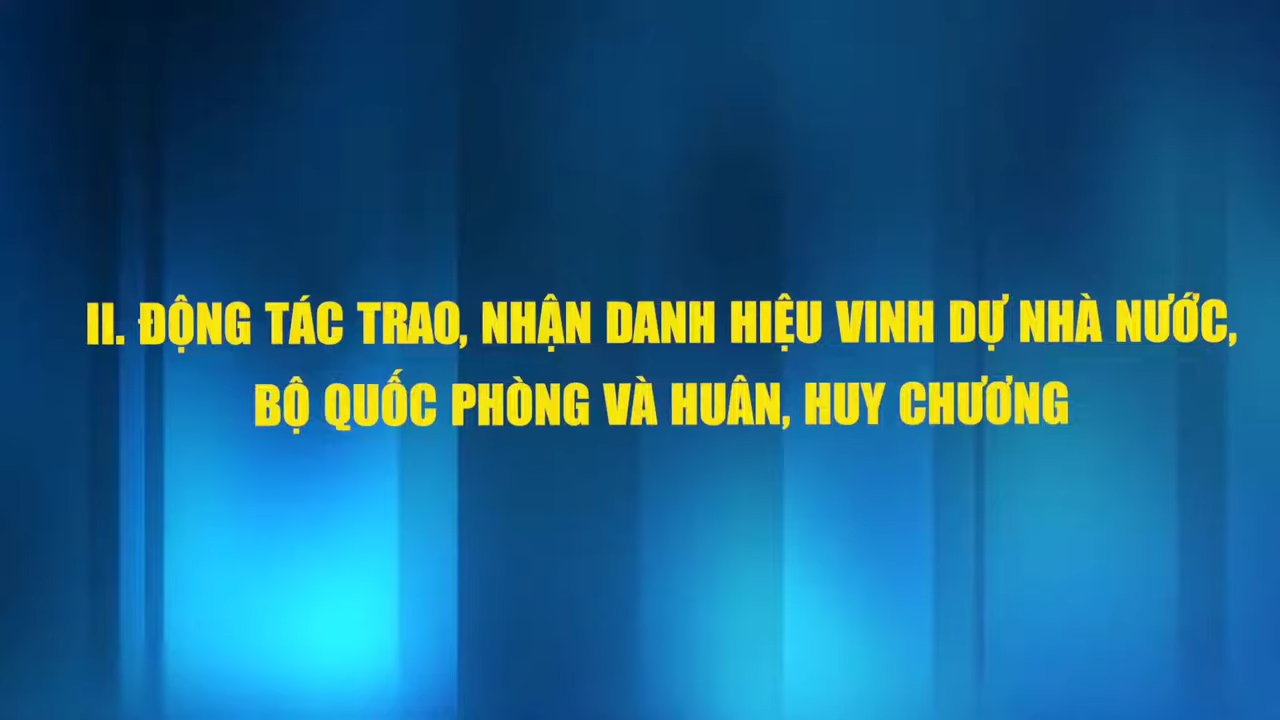 II. ĐỘNG TÁC TRAO, NHẬN DANH HIỆU VINH DỰ NHÀ NƯỚC,
BỘ QUỐC PHÒNG VÀ HUÂN, HUY CHƯƠNG